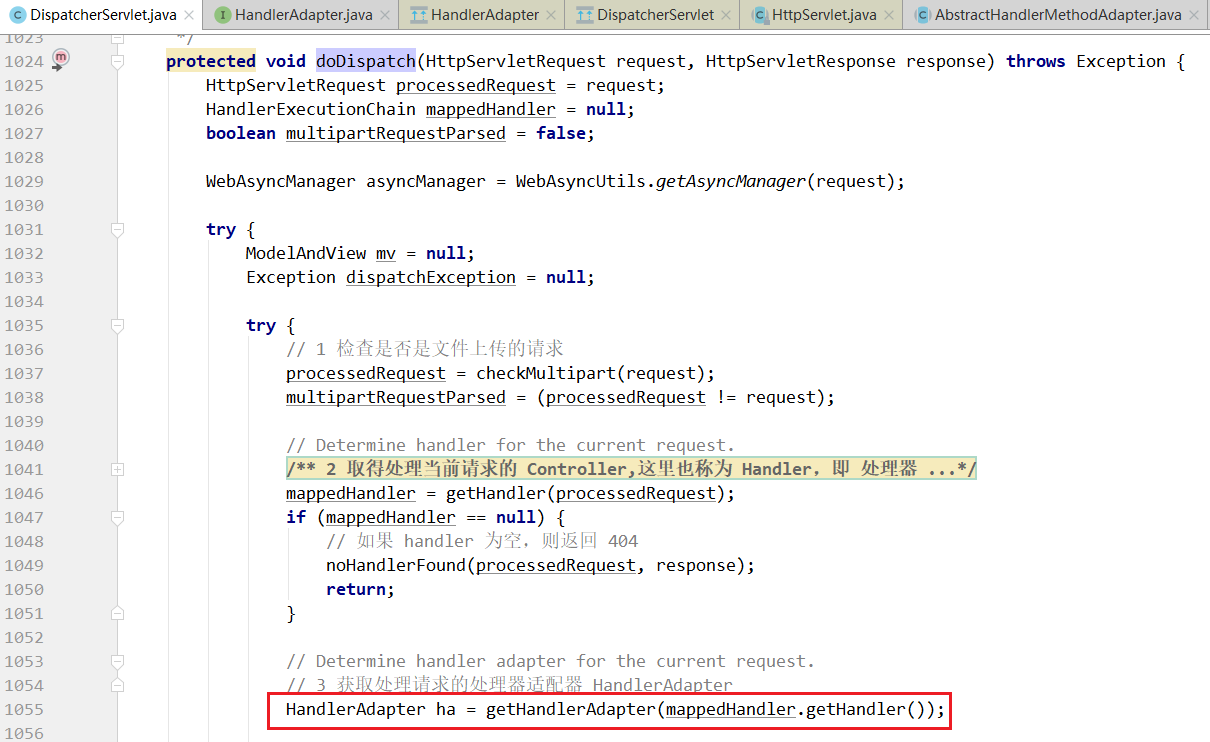 DispatcherServlet.java HandlerAdapter.java HandlerAdapter DispatcherServlet HttpServlet.java AbstractHandlerMethodAdapter.java
1023 */
1024 protected void doDispatch(HttpServletRequest request, HttpServletResponse response) throws Exception {
1025 HttpServletRequest processedRequest = request;
1026 HandlerExecutionChain mappedHandler = null;
1027 boolean multipartRequestParsed = false;
1028
1029 WebAsyncManager asyncManager = WebAsyncUtils.getAsyncManager(request);
1030
1031 try {
1032 ModelAndView mv = null;
1033 Exception dispatchException = null;
1034
1035 try {
1036 // 1 检查是否是文件上传的请求
1037 processedRequest = checkMultipart(request);
1038 multipartRequestParsed = (processedRequest != request);
1039
1040 // Determine handler for the current request.
1041 /** 2 取得处理当前请求的 Controller,这里也称为 Handler，即 处理器 ...*/
1046 mappedHandler = getHandler(processedRequest);
1047 if (mappedHandler == null) {
1048 // 如果 handler 为空，则返回 404
1049 noHandlerFound(processedRequest, response);
1050 return;
1051 }
1052
1053 // Determine handler adapter for the current request.
1054 // 3 获取处理请求的处理器适配器 HandlerAdapter
1055 HandlerAdapter ha = getHandlerAdapter(mappedHandler.getHandler());
1056